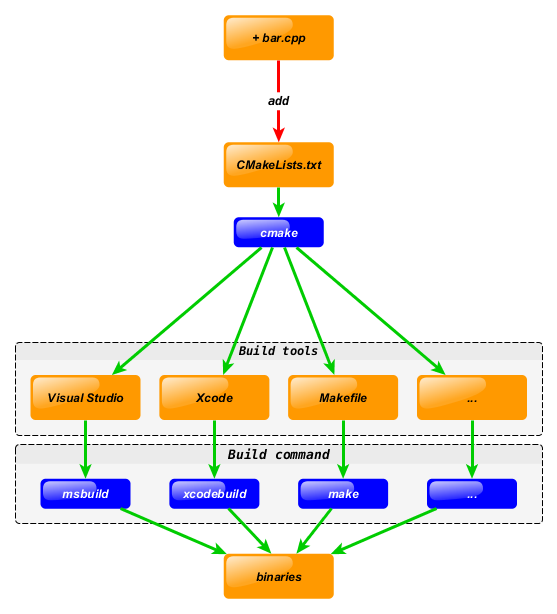 + bar.cpp
add
CMakeLists.txt
cmake
Build tools
Visual Studio
Xcode
Makefile
...
Build command
msbuild
xcodebuild
make
...
binaries